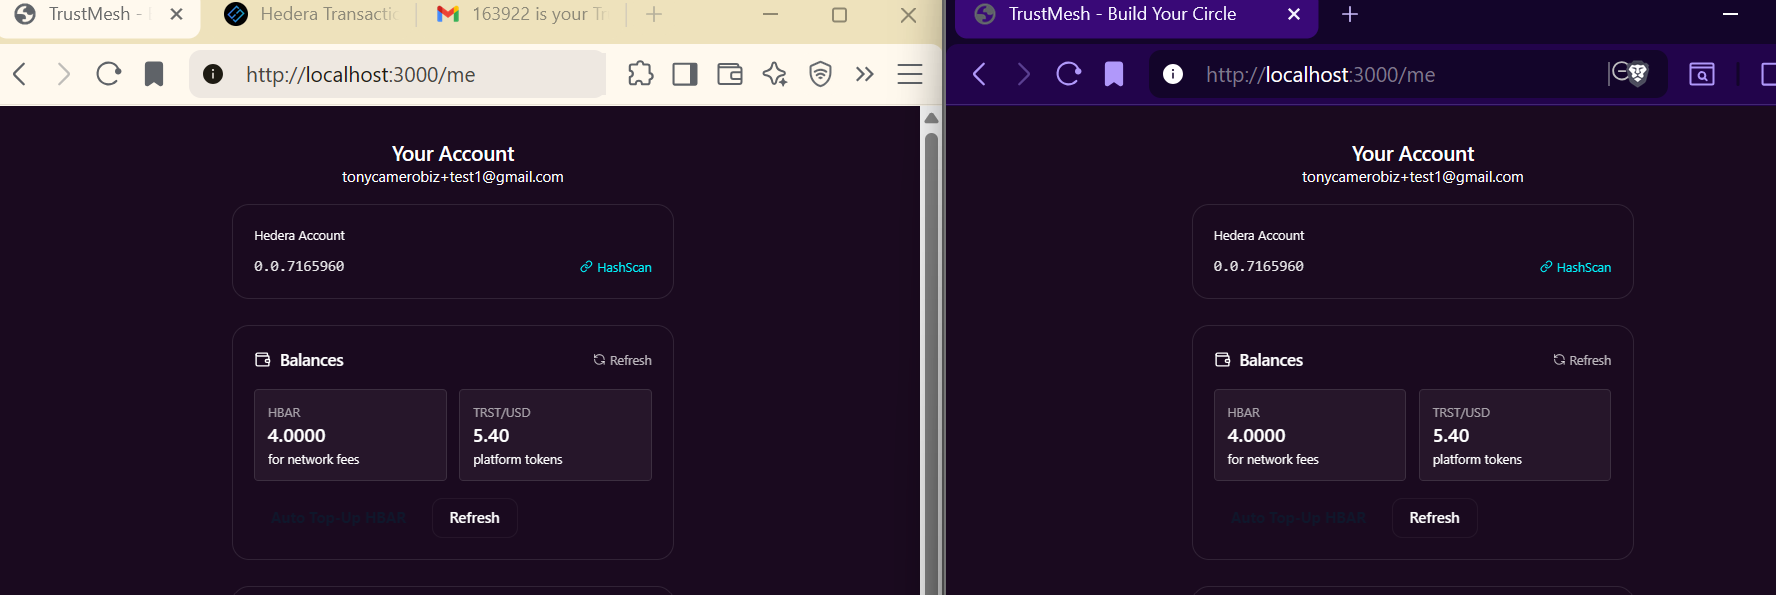 TrustMesh -
Hedera Transactic
163922 is your Tr
http://localhost:3000/me
Your Account
tonycamerobiz+test1@gmail.com
Hedera Account
0.0.7165960
HashScan
Balances
Refresh
HBAR
4.0000
for network fees
TRST/USD
5.40
platform tokens
Auto Top-Up HBAR
Refresh
TrustMesh - Build Your Circle
http://localhost:3000/me
Your Account
tonycamerobiz+test1@gmail.com
Hedera Account
0.0.7165960
HashScan
Balances
Refresh
HBAR
4.0000
for network fees
TRST/USD
5.40
platform tokens
Auto Top-Up HBAR
Refresh